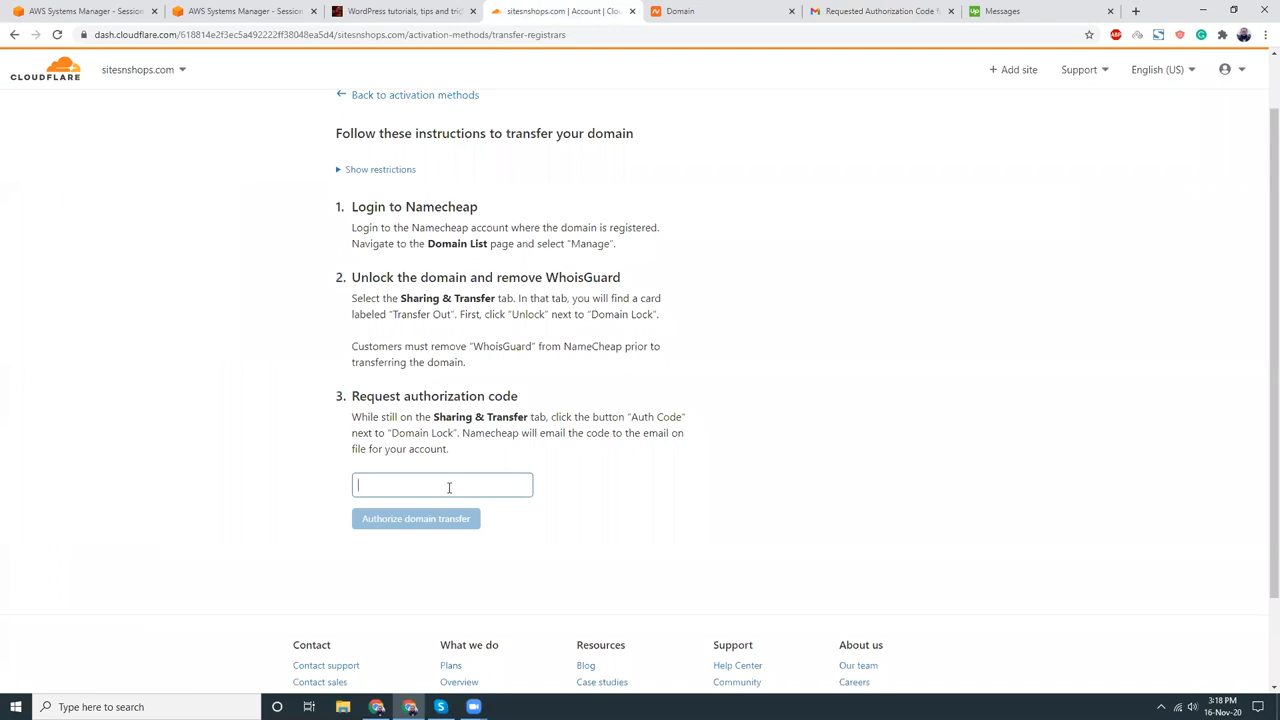 AWS Systems Manager - Session
AWS Systems Manager - Session
WordPress tutorials, tips and tric
sitesnshops.com | Account | Clou
Domain
Requested Authorization Code f
Messages
dash.cloudflare.com/618814e2f3ec5a492222ff38048ea5d4/sitesnshops.com/activation-methods/transfer-registrars
CLOUDFLARE
sitesnshops.com
+ Add site
Support
English (US)
← Back to activation methods
Follow these instructions to transfer your domain
Show restrictions
1. Login to Namecheap
Login to the Namecheap account where the domain is registered.
Navigate to the Domain List page and select "Manage".
2. Unlock the domain and remove WhoisGuard
Select the Sharing & Transfer tab. In that tab, you will find a card
labeled "Transfer Out". First, click "Unlock" next to "Domain Lock".
Customers must remove "WhoisGuard" from NameCheap prior to
transferring the domain.
3. Request authorization code
While still on the Sharing & Transfer tab, click the button "Auth Code"
next to "Domain Lock". Namecheap will email the code to the email on
file for your account.
Authorize domain transfer
Contact
What we do
Resources
Support
About us
Contact support
Plans
Blog
Help Center
Our team
Contact sales
Overview
Case studies
Community
Careers
Type here to search
3:18 PM
16-Nov-20